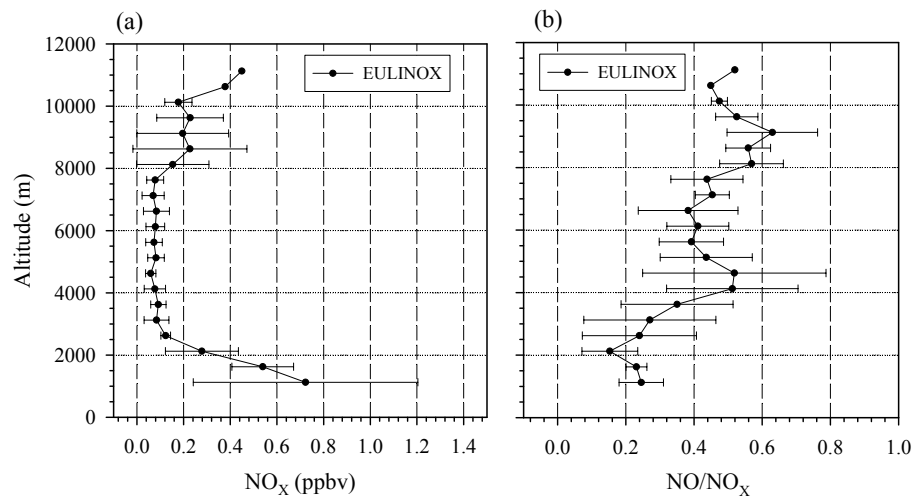 (a)
(b)
12000
10000
8000
6000
4000
2000
0
Altitude (m)
EULINOX
EULINOX
0.0 0.2 0.4 0.6 0.8 1.0 1.2 1.4
0.0 0.2 0.4 0.6 0.8 1.0
NOX (ppbv)
NO/NOX